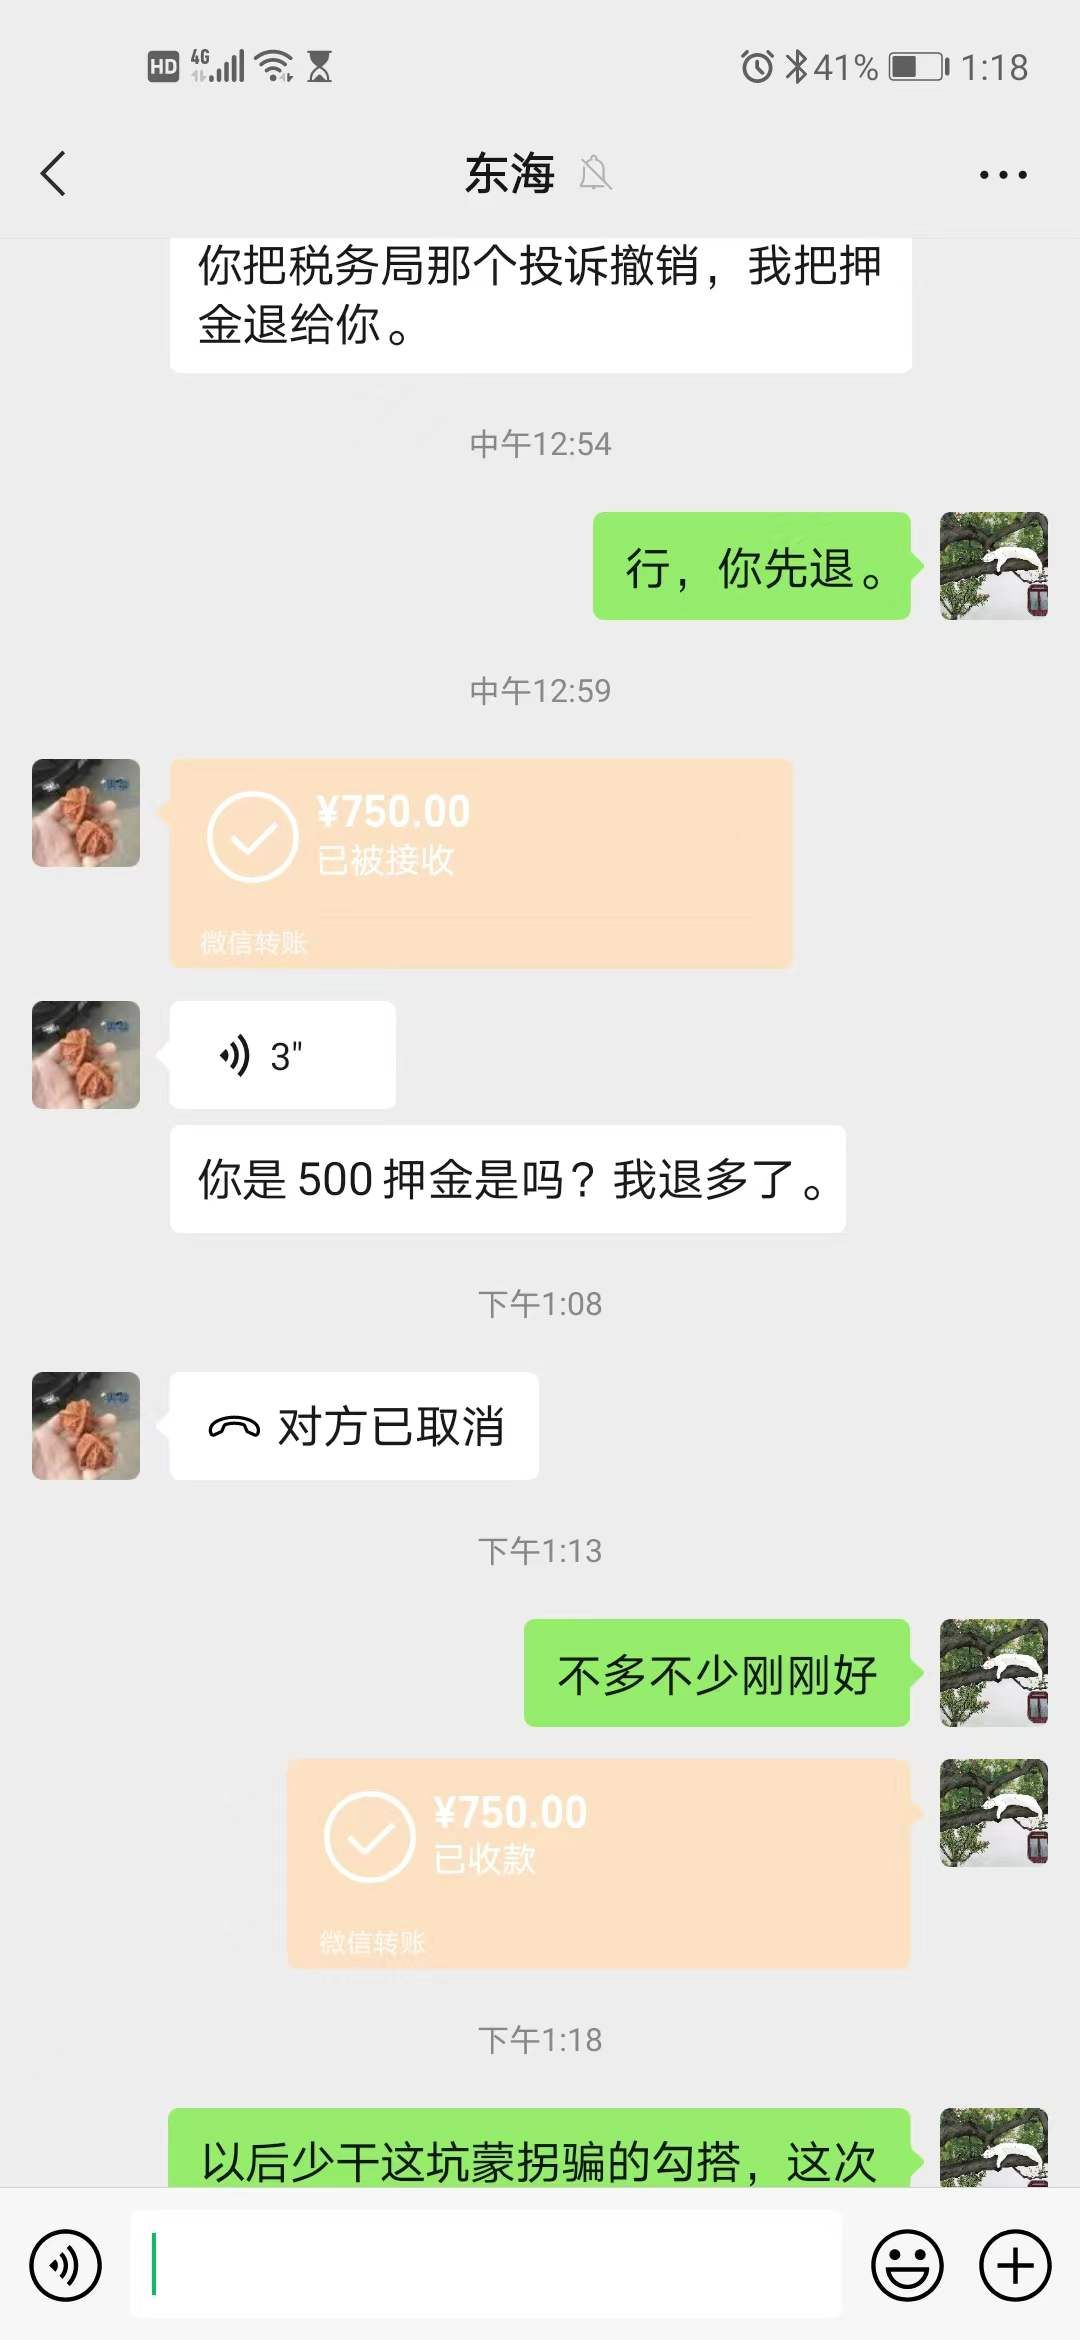 HD 4G 41% 1:18
东海
你把税务局那个投诉撤销，我把押
金退给你。
中午12:54
行，你先退。
中午12:59
¥750.00
已被接收
微信转账
3"
你是500押金是吗？我退多了。
下午1:08
对方已取消
下午1:13
不多不少刚刚好
¥750.00
已收款
微信转账
下午1:18
以后少干这坑蒙拐骗的勾搭，这次